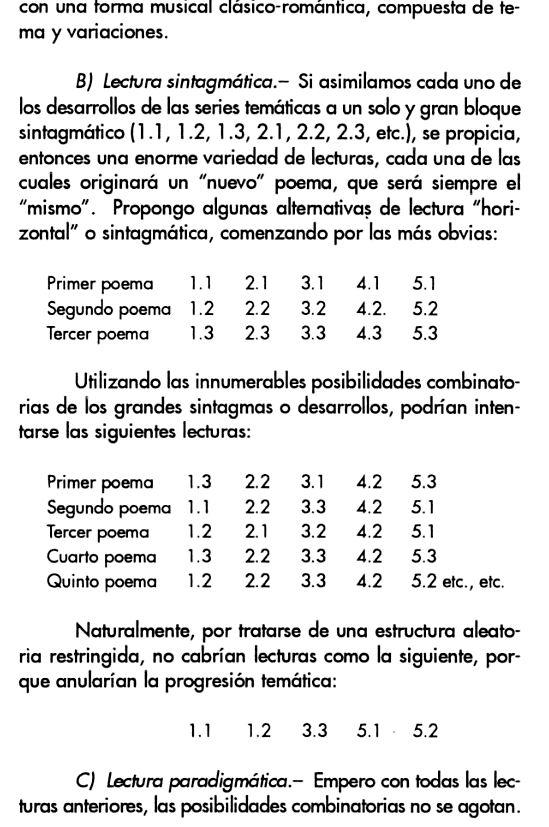 con una forma musical clásico-romántica, compuesta de te-
ma y variaciones.
B) Lectura sintagmática.– Si asimilamos cada uno de
los desarrollos de las series temáticas a un solo y gran bloque
sintagmático (1.1, 1.2, 1.3, 2.1, 2.2, 2.3, etc.), se propicia,
entonces una enorme variedad de lecturas, cada una de las
cuales originará un "nuevo" poema, que será siempre el
"mismo". Propongo algunas alternativas de lectura "hori-
zontal" o sintagmática, comenzando por las más obvias:
Primer poema 1.1 2.1 3.1 4.1 5.1
Segundo poema 1.2 2.2 3.2 4.2. 5.2
Tercer poema 1.3 2.3 3.3 4.3 5.3
Utilizando las innumerables posibilidades combinato-
rias de los grandes sintagmas o desarrollos, podrían inten-
tarse las siguientes lecturas:
Primer poema 1.3 2.2 3.1 4.2 5.3
Segundo poema 1.1 2.2 3.3 4.2 5.1
Tercer poema 1.2 2.1 3.2 4.2 5.1
Cuarto poema 1.3 2.2 3.3 4.2 5.3
Quinto poema 1.2 2.2 3.3 4.2 5.2 etc., etc.
Naturalmente, por tratarse de una estructura aleato-
ria restringida, no cabrían lecturas como la siguiente, por-
que anularían la progresión temática:
1.1 1.2 3.3 5.1 5.2
C) Lectura paradigmática.– Empero con todas las lec-
turas anteriores, las posibilidades combinatorias no se agotan.